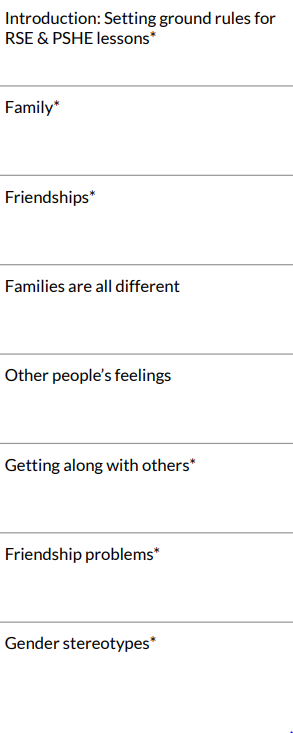 Introduction: Setting ground rules for
RSE & PSHE lessons*
Family*
Friendships*
Families are all different
Other people’s feelings
Getting along with others*
Friendship problems*
Gender stereotypes*